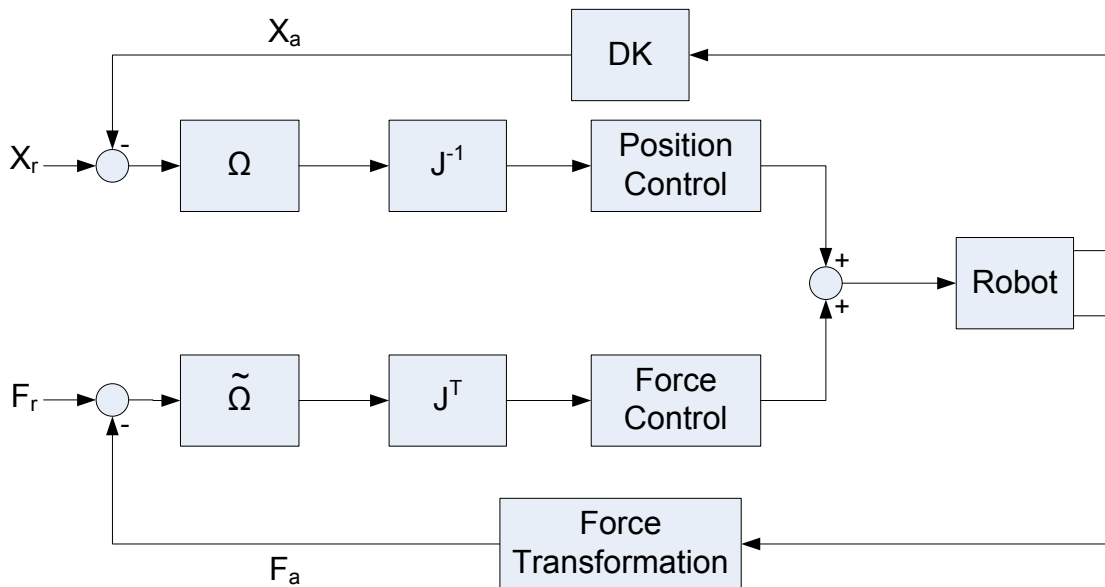 Xₐ
DK
Xᵣ
-
Ω
J⁻¹
Position
Control
+
+
Robot
Fᵣ
-
Ω̃
Jᵀ
Force
Control
Force
Transformation
Fₐ